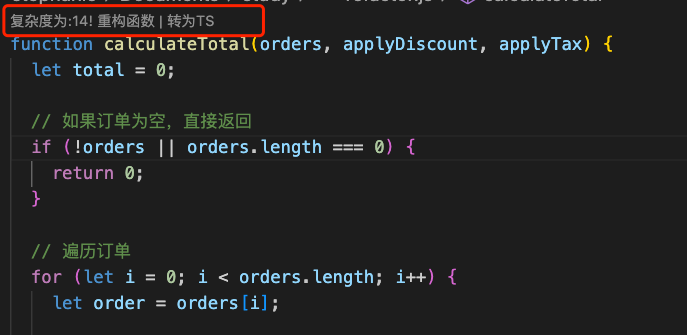 复杂度为:14! 重构函数 | 转为TS
function calculateTotal(orders, applyDiscount, applyTax) {
let total = 0;
// 如果订单为空，直接返回
if (!orders || orders.length === 0) {
return 0;
}
// 遍历订单
for (let i = 0; i < orders.length; i++) {
let order = orders[i];